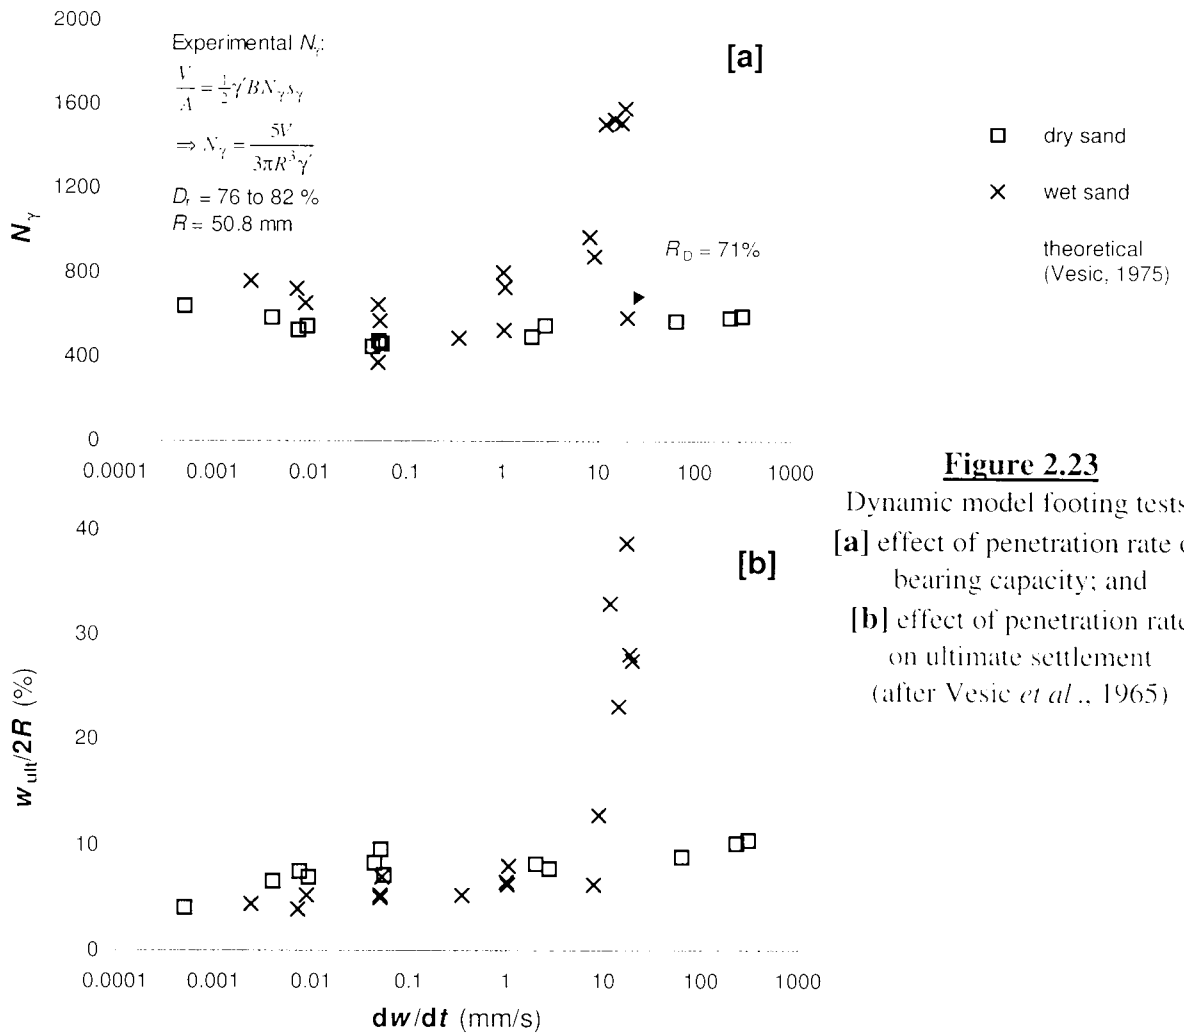 2000
1600
1200
800
400
0
N_γ
Experimental N_γ:
V/A = ½γ′BN_γs_γ
⇒ N_γ = 5V/3πR³γ′
D_r = 76 to 82 %
R = 50.8 mm
[a]
R_D = 71%
0.0001 0.001 0.01 0.1 1 10 100 1000
dry sand
wet sand
theoretical
(Vesic, 1975)
40
30
20
10
0
w_ult/2R (%)
[b]
0.0001 0.001 0.01 0.1 1 10 100 1000
dw/dt (mm/s)
Figure 2.23
Dynamic model footing tests
[a] effect of penetration rate
bearing capacity; and
[b] effect of penetration rate
on ultimate settlement
(after Vesic et al., 1965)